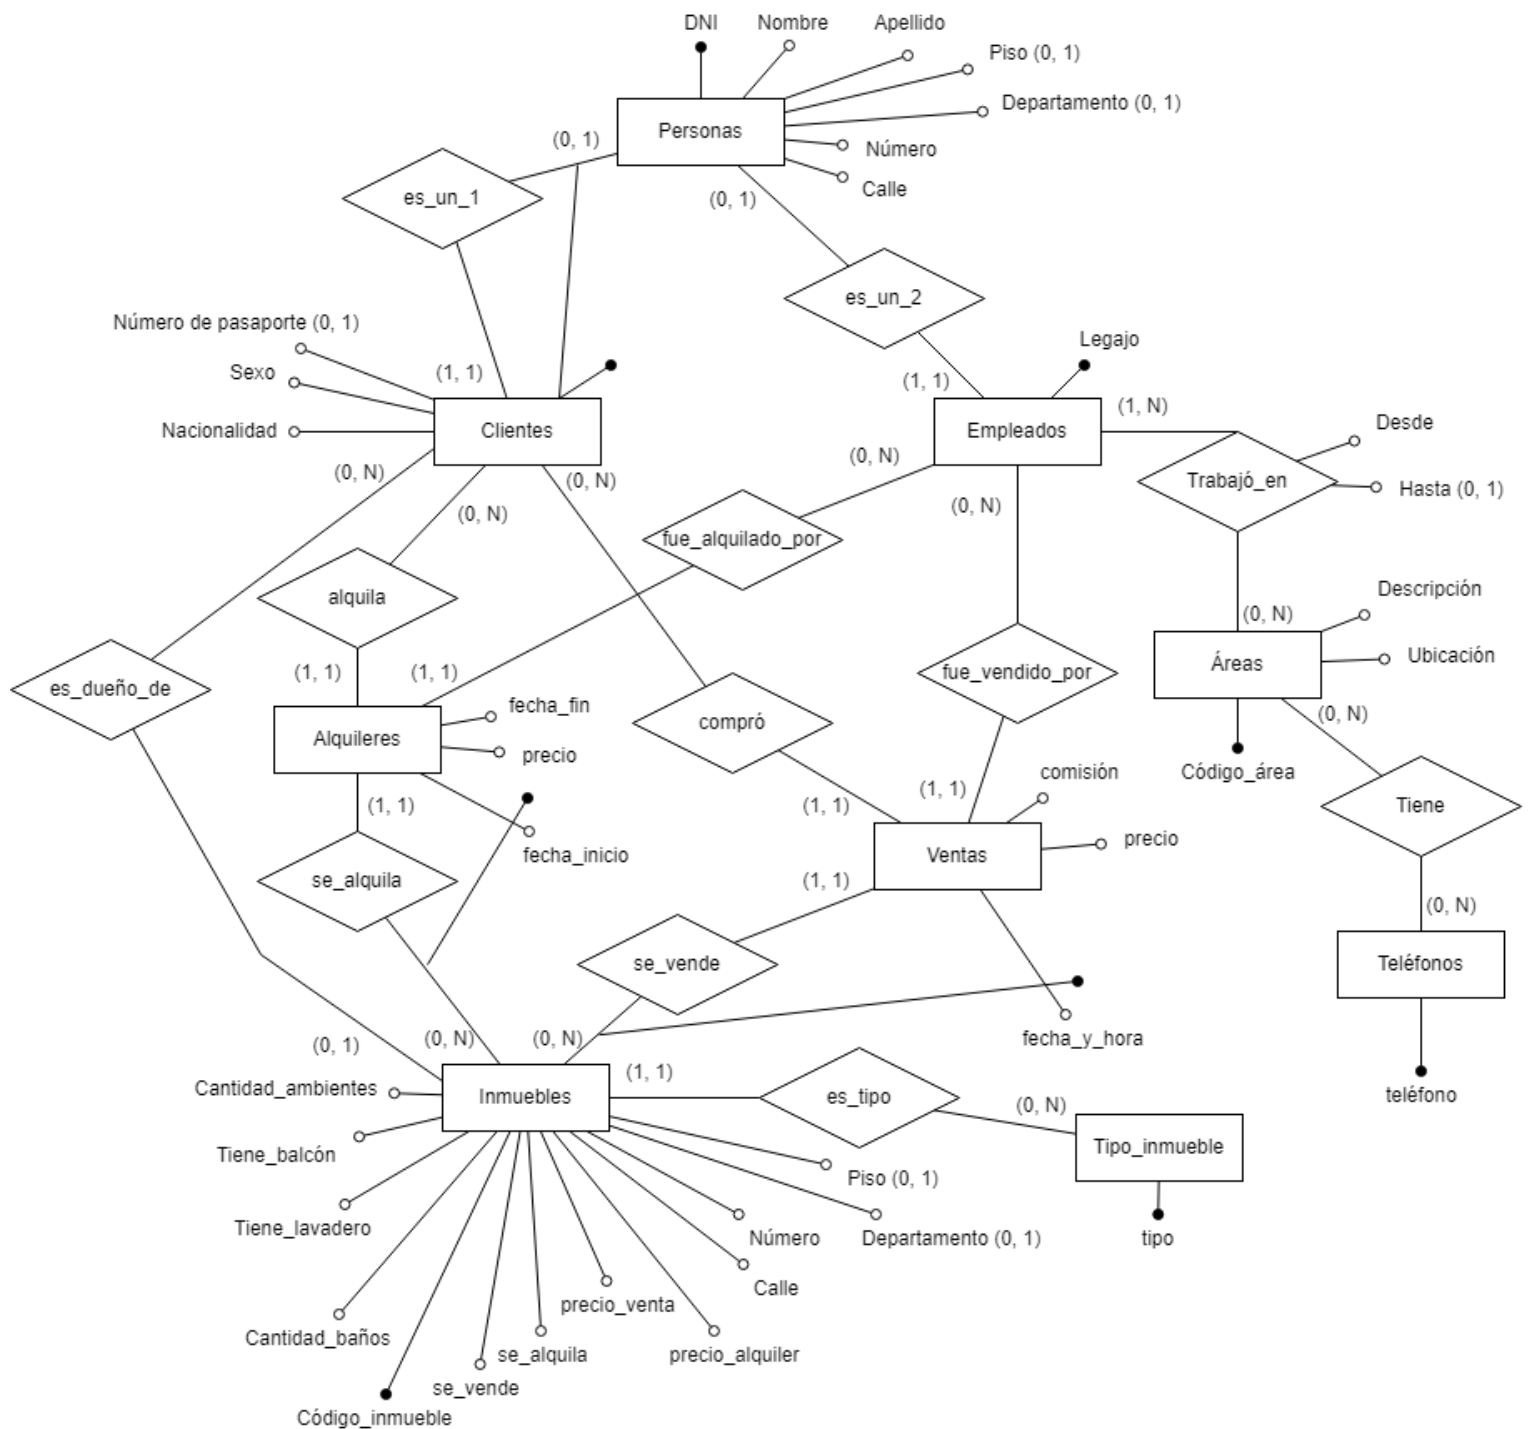 DNI
Nombre
Apellido
Piso (0, 1)
Departamento (0, 1)
Personas
(0, 1)
Número
Calle
es_un_1
(0, 1)
es_un_2
Número de pasaporte (0, 1)
Sexo
(1, 1)
Legajo
(1, 1)
Nacionalidad
Clientes
Empleados
(1, N)
Desde
(0, N)
(0, N)
(0, N)
Trabajó_en
Hasta (0, 1)
(0, N)
(0, N)
fue_alquilado_por
alquila
Descripción
(0, N)
Ubicación
Áreas
(1, 1)
(1, 1)
fue_vendido_por
es_dueño_de
fecha_fin
(0, N)
compró
Alquileres
precio
comisión
Código_área
(1, 1)
(1, 1)
(1, 1)
Tiene
precio
fecha_inicio
Ventas
se_alquila
(1, 1)
(0, N)
se_vende
Teléfonos
(0, 1)
(0, N)
(0, N)
fecha_y_hora
(1, 1)
Cantidad_ambientes
Inmuebles
es_tipo
(0, N)
teléfono
Tiene_balcón
Tipo_inmueble
Piso (0, 1)
Tiene_lavadero
Número
Departamento (0, 1)
tipo
Calle
precio_venta
Cantidad_baños
se_alquila
precio_alquiler
se_vende
Código_inmueble